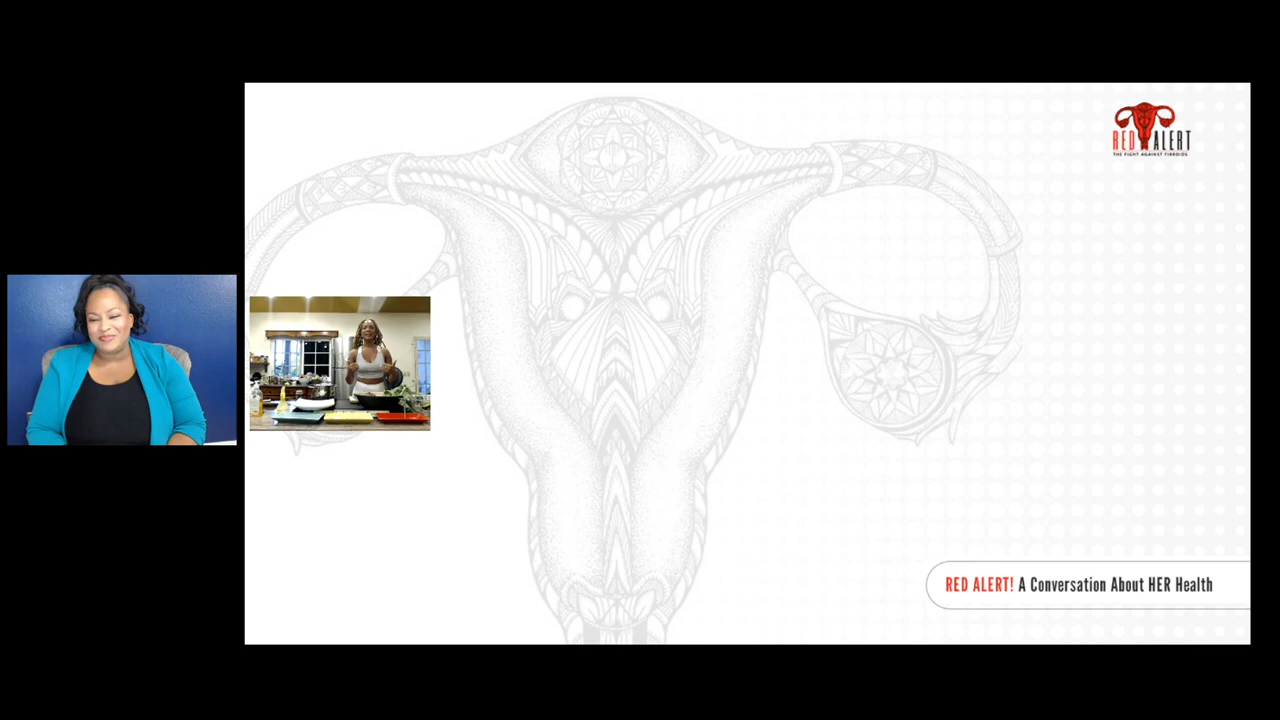 RED ALERT
THE FIGHT AGAINST FIBROIDS
RED ALERT! A Conversation About HER Health